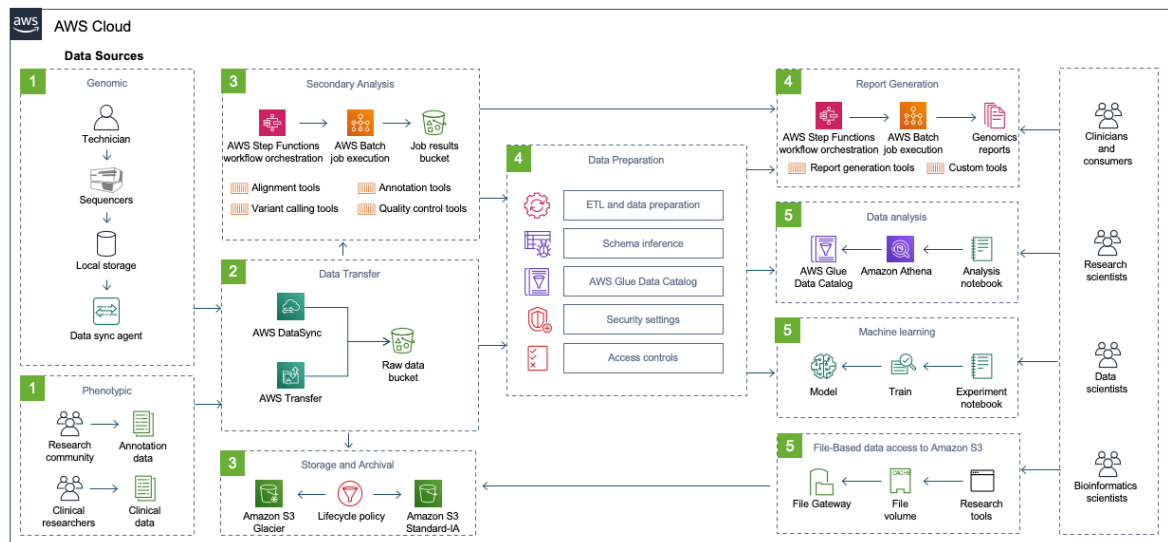 aws
AWS Cloud
Data Sources
1
Genomic
Technician
Sequencers
Local storage
Data sync agent
1
Phenotypic
Research
community
Annotation
data
Clinical
researchers
Clinical
data
2
Data Transfer
AWS DataSync
AWS Transfer
Raw data
bucket
3
Secondary Analysis
AWS Step Functions
workflow orchestration
AWS Batch
job execution
Job results
bucket
Alignment tools
Annotation tools
Variant calling tools
Quality control tools
3
Storage and Archival
Amazon S3
Glacier
Lifecycle policy
Amazon S3
Standard-IA
4
Data Preparation
ETL and data preparation
Schema inference
AWS Glue Data Catalog
Security settings
Access controls
4
Report Generation
AWS Step Functions
workflow orchestration
AWS Batch
job execution
Genomics
reports
Report generation tools
Custom tools
5
Data analysis
AWS Glue
Data Catalog
Amazon Athena
Analysis
notebook
5
Machine learning
Model
Train
Experiment
notebook
5
File-Based data access to Amazon S3
File Gateway
CACHE
File
volume
Research
tools
Clinicians
and
consumers
Research
scientists
Data
scientists
Bioinformatics
scientists